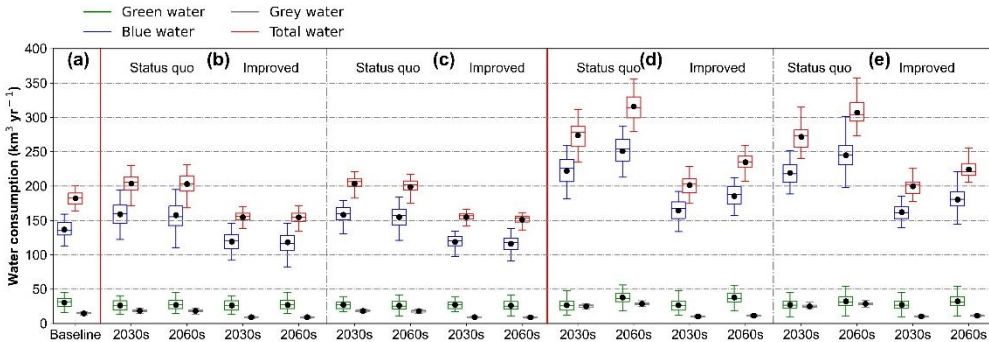 Green water Grey water
Blue water Total water
Water consumption (km³ yr⁻¹)
400
350
300
250
200
150
100
50
0
(a) (b) (c) (d) (e)
Status quo Improved Status quo Improved Status quo Improved Status quo Improved
Baseline 2030s 2060s 2030s 2060s 2030s 2060s 2030s 2060s 2030s 2060s 2030s 2060s 2030s 2060s 2030s 2060s